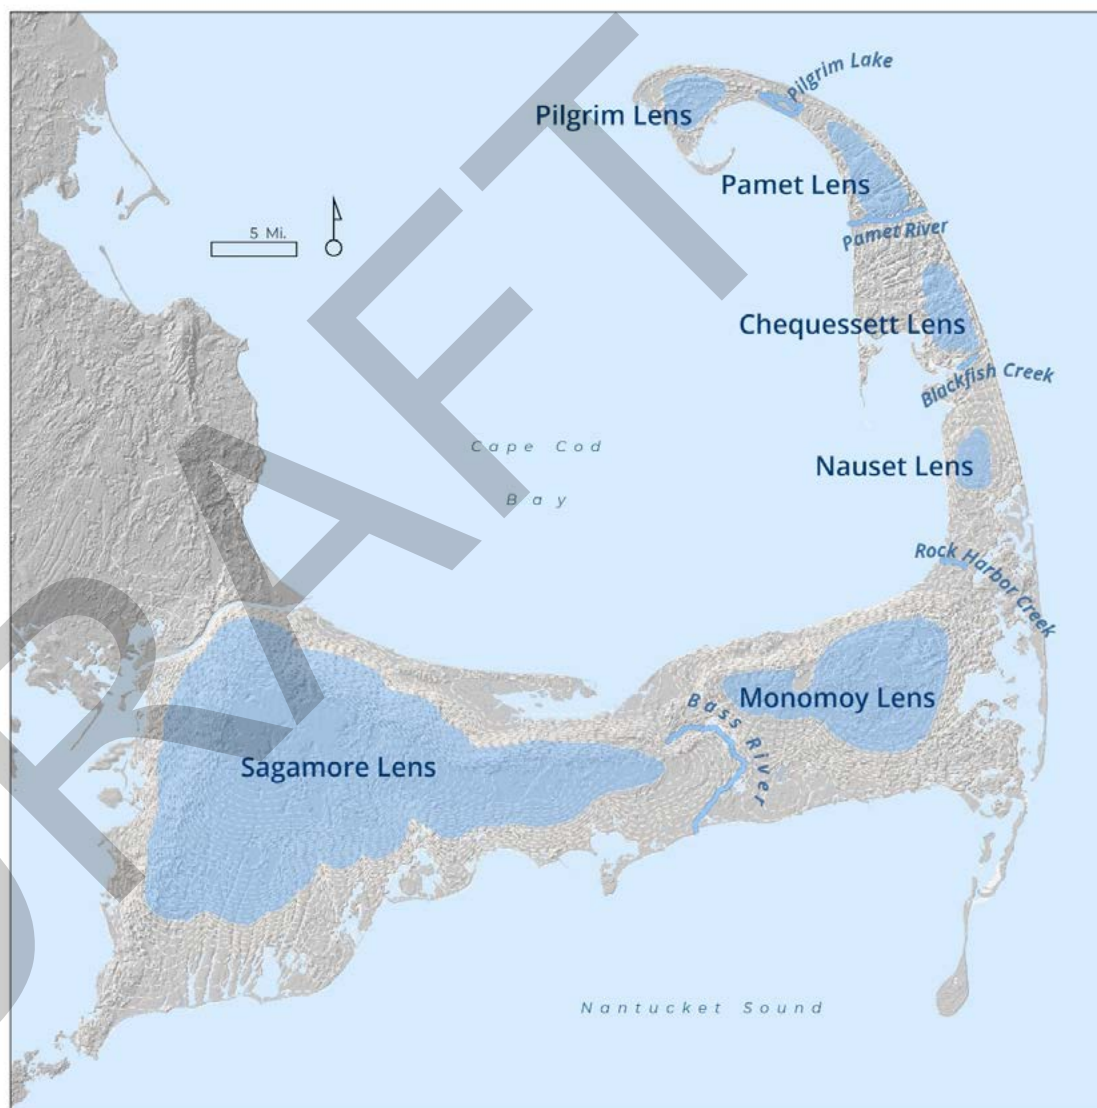 Pilgrim Lake
Pilgrim Lens
Pamet Lens
5 Mi.
Pamet River
Chequessett Lens
Blackfish Creek
Cape Cod
Bay
Nauset Lens
Rock Harbor Creek
Monomoy Lens
Bass River
Sagamore Lens
Nantucket Sound
DRAFT